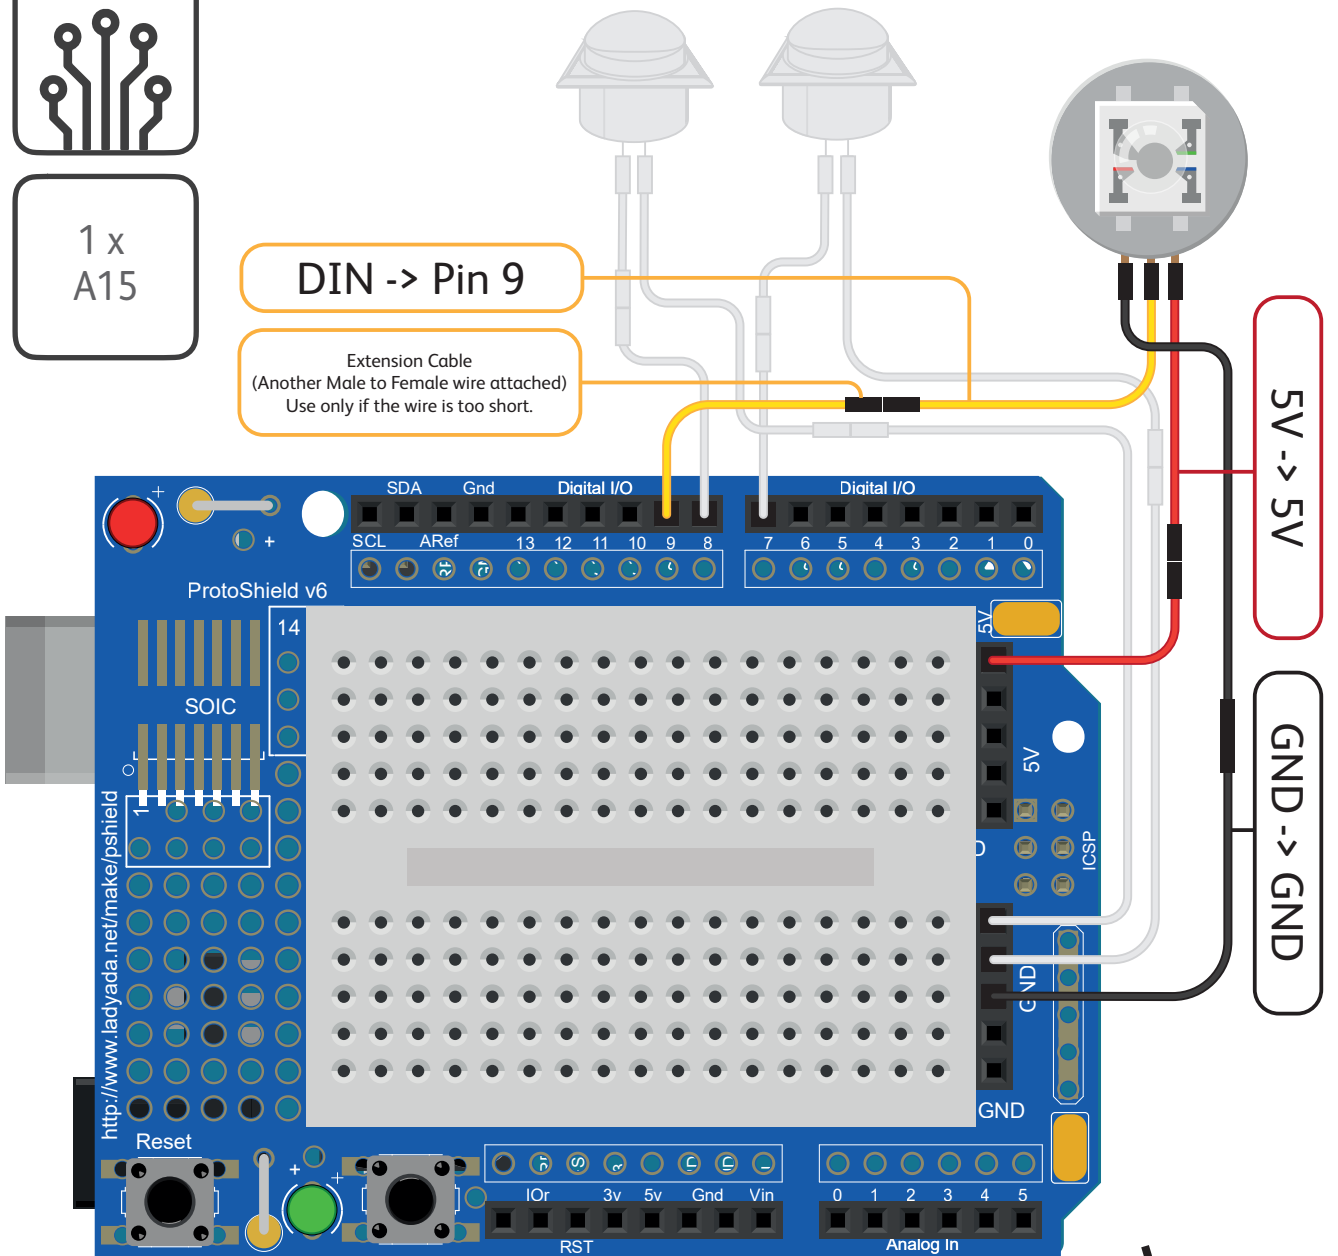 1 x
A15
DIN -> Pin 9
Extension Cable
(Another Male to Female wire attached)
Use only if the wire is too short.
5V -> 5V
GND -> GND
SDA Gnd Digital I/O Digital I/O
SCL ARef 13 12 11 10 9 8 7 6 5 4 3 2 1 0
ProtoShield v6
14
5V
SOIC
5V
1
ICSP
http://www.ladyada.net/make/pshield
GND
GND
Reset
IOr 3v 5v Gnd Vin 0 1 2 3 4 5
RST Analog In